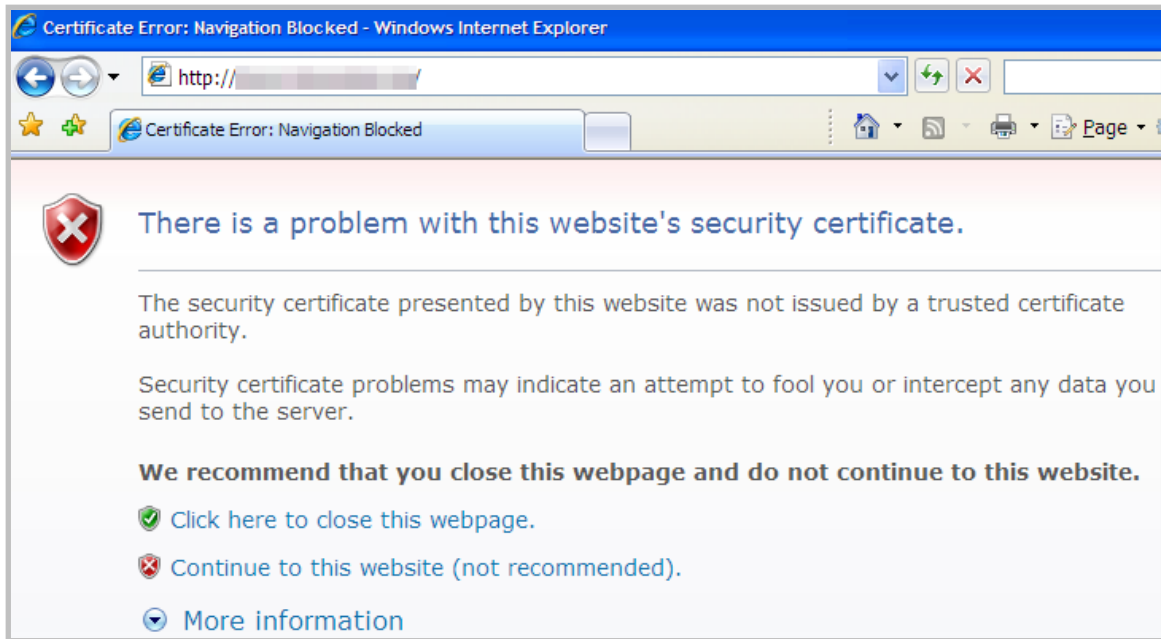 Certificate Error: Navigation Blocked - Windows Internet Explorer
http:// /
Certificate Error: Navigation Blocked
Page
There is a problem with this website's security certificate.
The security certificate presented by this website was not issued by a trusted certificate
authority.
Security certificate problems may indicate an attempt to fool you or intercept any data you
send to the server.
We recommend that you close this webpage and do not continue to this website.
Click here to close this webpage.
Continue to this website (not recommended).
More information